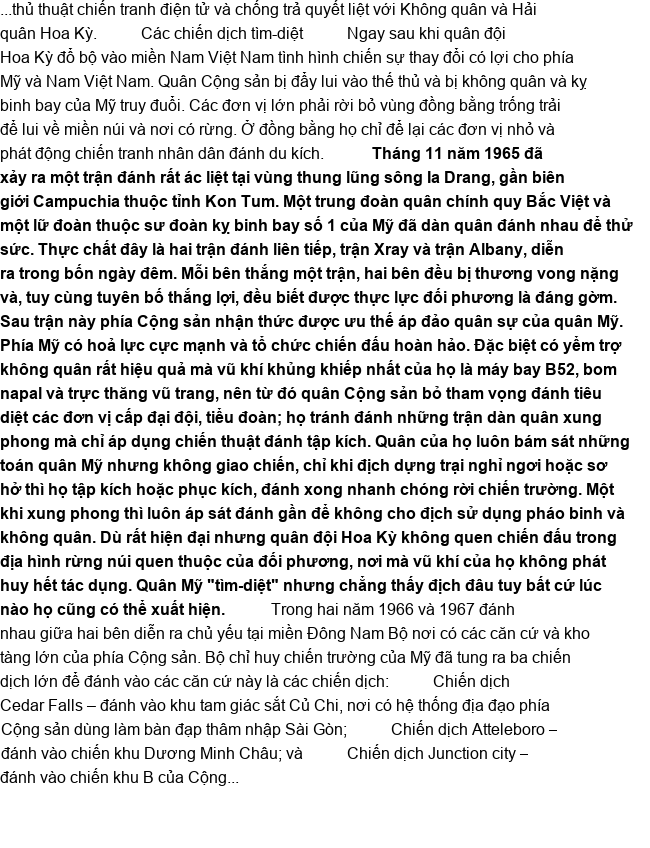 ...thủ thuật chiến tranh điện tử và chống trả quyết liệt với Không quân và Hải
quân Hoa Kỳ. Các chiến dịch tìm-diệt Ngay sau khi quân đội
Hoa Kỳ đổ bộ vào miền Nam Việt Nam tình hình chiến sự thay đổi có lợi cho phía
Mỹ và Nam Việt Nam. Quân Cộng sản bị đẩy lui vào thế thủ và bị không quân và kỵ
binh bay của Mỹ truy đuổi. Các đơn vị lớn phải rời bỏ vùng đồng bằng trống trải
để lui về miền núi và nơi có rừng. Ở đồng bằng họ chỉ để lại các đơn vị nhỏ và
phát động chiến tranh nhân dân đánh du kích. Tháng 11 năm 1965 đã
xảy ra một trận đánh rất ác liệt tại vùng thung lũng sông Ia Drang, gần biên
giới Campuchia thuộc tỉnh Kon Tum. Một trung đoàn quân chính quy Bắc Việt và
một lữ đoàn thuộc sư đoàn kỵ binh bay số 1 của Mỹ đã dàn quân đánh nhau để thử
sức. Thực chất đây là hai trận đánh liên tiếp, trận Xray và trận Albany, diễn
ra trong bốn ngày đêm. Mỗi bên thắng một trận, hai bên đều bị thương vong nặng
và, tuy cùng tuyên bố thắng lợi, đều biết được thực lực đối phương là đáng gờm.
Sau trận này phía Cộng sản nhận thức được ưu thế áp đảo quân sự của quân Mỹ.
Phía Mỹ có hoả lực cực mạnh và tổ chức chiến đấu hoàn hảo. Đặc biệt có yểm trợ
không quân rất hiệu quả mà vũ khí khủng khiếp nhất của họ là máy bay B52, bom
napal và trực thăng vũ trang, nên từ đó quân Cộng sản bỏ tham vọng đánh tiêu
diệt các đơn vị cấp đại đội, tiểu đoàn; họ tránh đánh những trận dàn quân xung
phong mà chỉ áp dụng chiến thuật đánh tập kích. Quân của họ luôn bám sát những
toán quân Mỹ nhưng không giao chiến, chỉ khi địch dựng trại nghỉ ngơi hoặc sơ
hở thì họ tập kích hoặc phục kích, đánh xong nhanh chóng rời chiến trường. Một
khi xung phong thì luôn áp sát đánh gần để không cho địch sử dụng pháo binh và
không quân. Dù rất hiện đại nhưng quân đội Hoa Kỳ không quen chiến đấu trong
địa hình rừng núi quen thuộc của đối phương, nơi mà vũ khí của họ không phát
huy hết tác dụng. Quân Mỹ "tìm-diệt" nhưng chẳng thấy địch đâu tuy bất cứ lúc
nào họ cũng có thể xuất hiện. Trong hai năm 1966 và 1967 đánh
nhau giữa hai bên diễn ra chủ yếu tại miền Đông Nam Bộ nơi có các căn cứ và kho
tàng lớn của phía Cộng sản. Bộ chỉ huy chiến trường của Mỹ đã tung ra ba chiến
dịch lớn để đánh vào các căn cứ này là các chiến dịch: Chiến dịch
Cedar Falls – đánh vào khu tam giác sắt Củ Chi, nơi có hệ thống địa đạo phía
Cộng sản dùng làm bàn đạp thâm nhập Sài Gòn; Chiến dịch Atteleboro –
đánh vào chiến khu Dương Minh Châu; và Chiến dịch Junction city –
đánh vào chiến khu B của Cộng...